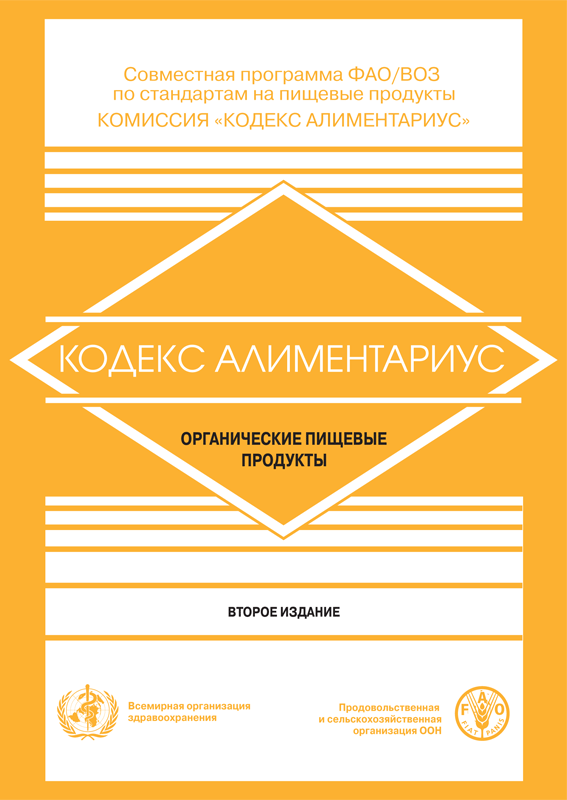 Совместная программа ФАО/ВОЗ
по стандартам на пищевые продукты
КОМИССИЯ «КОДЕКС АЛИМЕНТАРИУС»
КОДЕКС АЛИМЕНТАРИУС
ОРГАНИЧЕСКИЕ ПИЩЕВЫЕ
ПРОДУКТЫ
ВТОРОЕ ИЗДАНИЕ
Всемирная организация
здравоохранения
Продовольственная
и сельскохозяйственная
организация ООН
F A O
FIAT PANIS